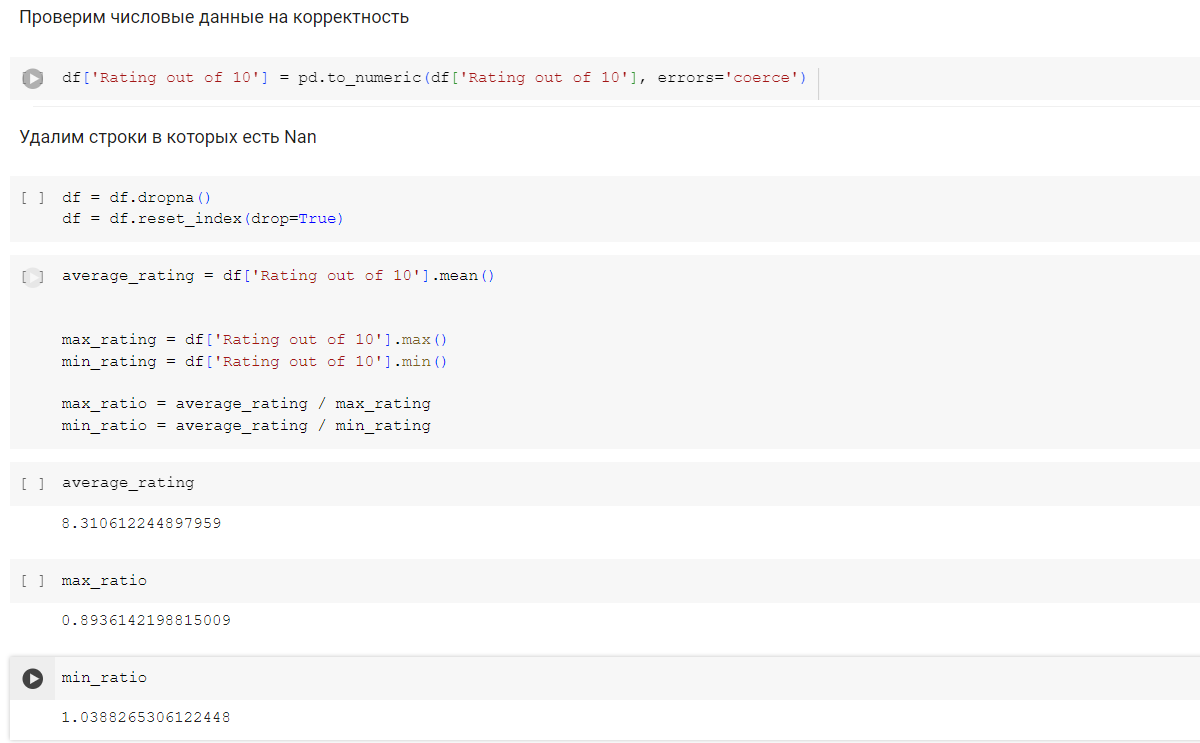 Проверим числовые данные на корректность
df['Rating out of 10'] = pd.to_numeric(df['Rating out of 10'], errors='coerce')
Удалим строки в которых есть Nan
[ ] df = df.dropna()
df = df.reset_index(drop=True)
[ ] average_rating = df['Rating out of 10'].mean()
max_rating = df['Rating out of 10'].max()
min_rating = df['Rating out of 10'].min()
max_ratio = average_rating / max_rating
min_ratio = average_rating / min_rating
[ ] average_rating
8.310612244897959
[ ] max_ratio
0.8936142198815009
min_ratio
1.0388265306122448